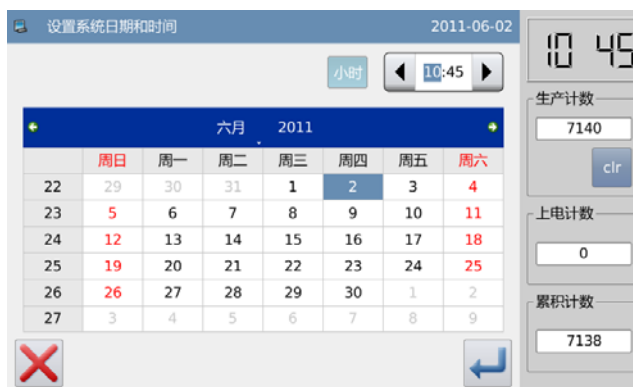 设置系统日期和时间 2011-06-02
小时 10:45
六月 2011
周日 周一 周二 周三 周四 周五 周六
22 29 30 31 1 2 3 4
23 5 6 7 8 9 10 11
24 12 13 14 15 16 17 18
25 19 20 21 22 23 24 25
26 26 27 28 29 30 1 2
27 3 4 5 6 7 8 9
10 45
生产计数
7140
clr
上电计数
0
累积计数
7138